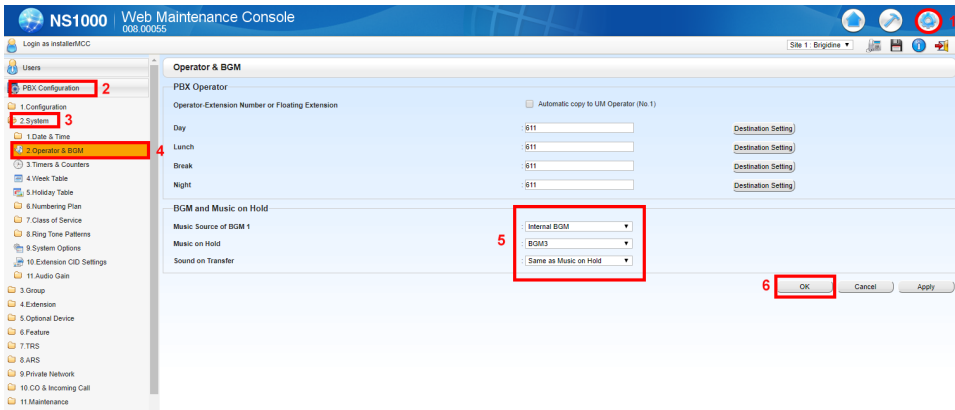 NS1000 Web Maintenance Console
008.00055
1
Login as installerMCC
Site 1 : Brigidine
Users
PBX Configuration 2
1.Configuration
2.System 3
1.Date & Time
2.Operator & BGM 4
3.Timers & Counters
4.Week Table
5.Holiday Table
6.Numbering Plan
7.Class of Service
8.Ring Tone Patterns
9.System Options
10.Extension CID Settings
11.Audio Gain
3.Group
4.Extension
5.Optional Device
6.Feature
7.TRS
8.ARS
9.Private Network
10.CO & Incoming Call
11.Maintenance
Operator & BGM
PBX Operator
Operator-Extension Number or Floating Extension Automatic copy to UM Operator (No.1)
Day : 611 Destination Setting
Lunch : 611 Destination Setting
Break : 611 Destination Setting
Night : 611 Destination Setting
BGM and Music on Hold
Music Source of BGM 1 : Internal BGM
Music on Hold 5 : BGM3
Sound on Transfer : Same as Music on Hold
6 OK Cancel Apply